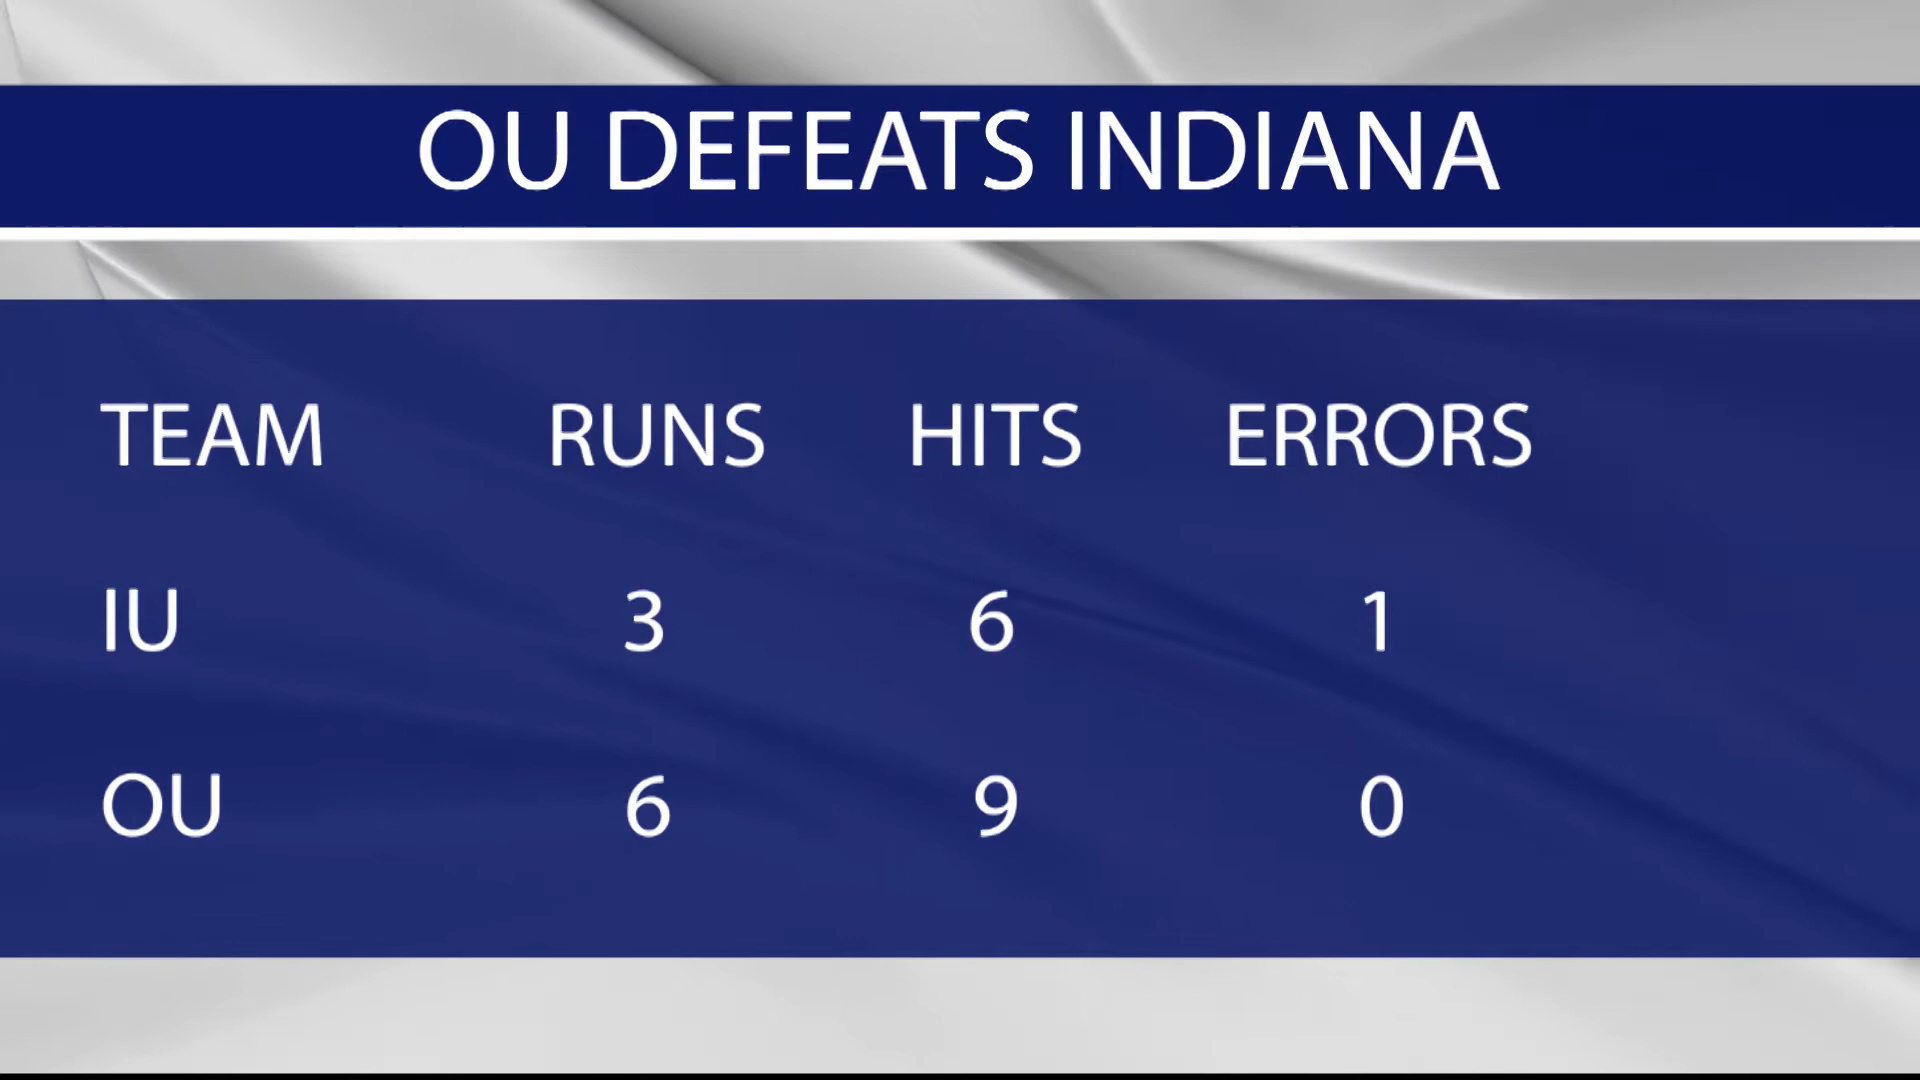 OU DEFEATS INDIANA
TEAM RUNS HITS ERRORS
IU 3 6 1
OU 6 9 0